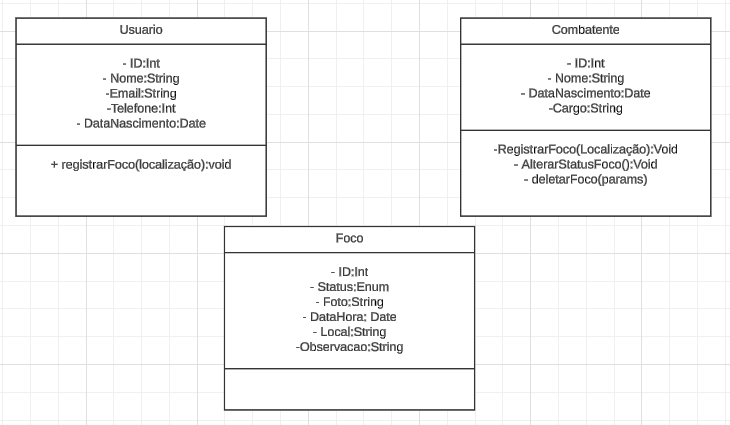 Usuario
- ID:Int
- Nome:String
-Email:String
-Telefone:Int
- DataNascimento:Date
+ registrarFoco(localização):void
Combatente
- ID:Int
- Nome:String
- DataNascimento:Date
-Cargo:String
-RegistrarFoco(Localização):Void
- AlterarStatusFoco():Void
- deletarFoco(params)
Foco
- ID:Int
- Status:Enum
- Foto:String
- DataHora: Date
- Local:String
-Observacao:String